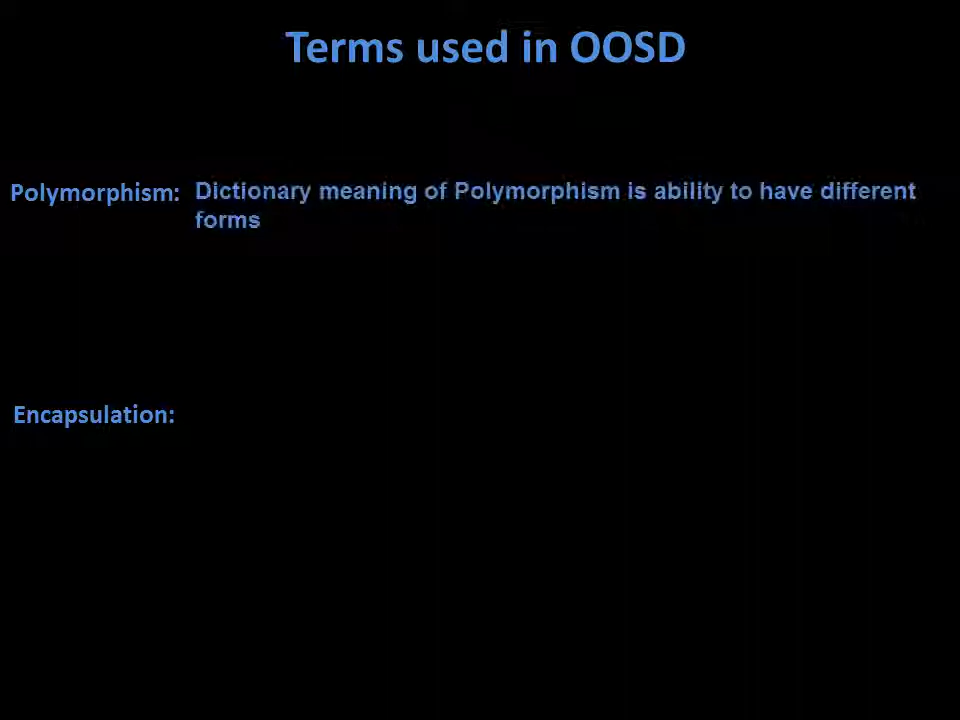 Terms used in OOSD
Polymorphism: Dictionary meaning of Polymorphism is ability to have different
forms
Encapsulation: